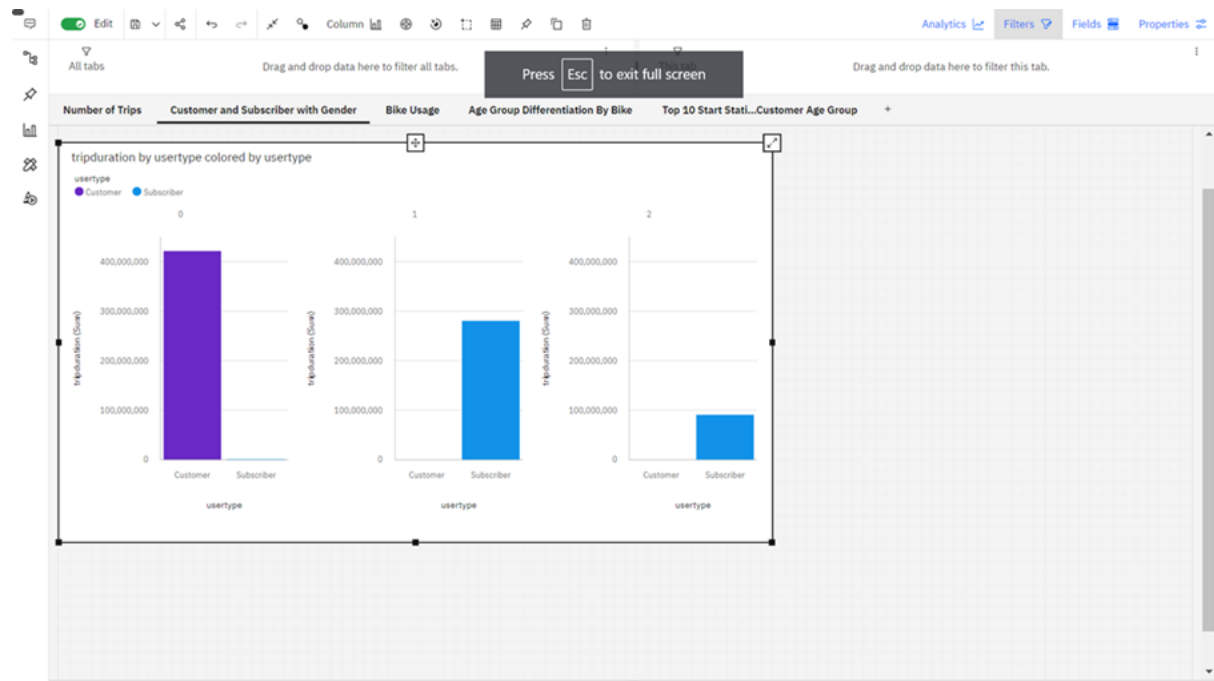 Edit Column Analytics Filters Fields Properties
All tabs Drag and drop data here to filter all tabs. This tab Drag and drop data here to filter this tab.
Press Esc to exit full screen
Number of Trips Customer and Subscriber with Gender Bike Usage Age Group Differentiation By Bike Top 10 Start Stati...Customer Age Group +
tripduration by usertype colored by usertype
usertype
Customer Subscriber
0 1 2
400,000,000 400,000,000 400,000,000
300,000,000 300,000,000 300,000,000
tripduration (Sum) tripduration (Sum) tripduration (Sum)
200,000,000 200,000,000 200,000,000
100,000,000 100,000,000 100,000,000
0 0 0
Customer Subscriber Customer Subscriber Customer Subscriber
usertype usertype usertype